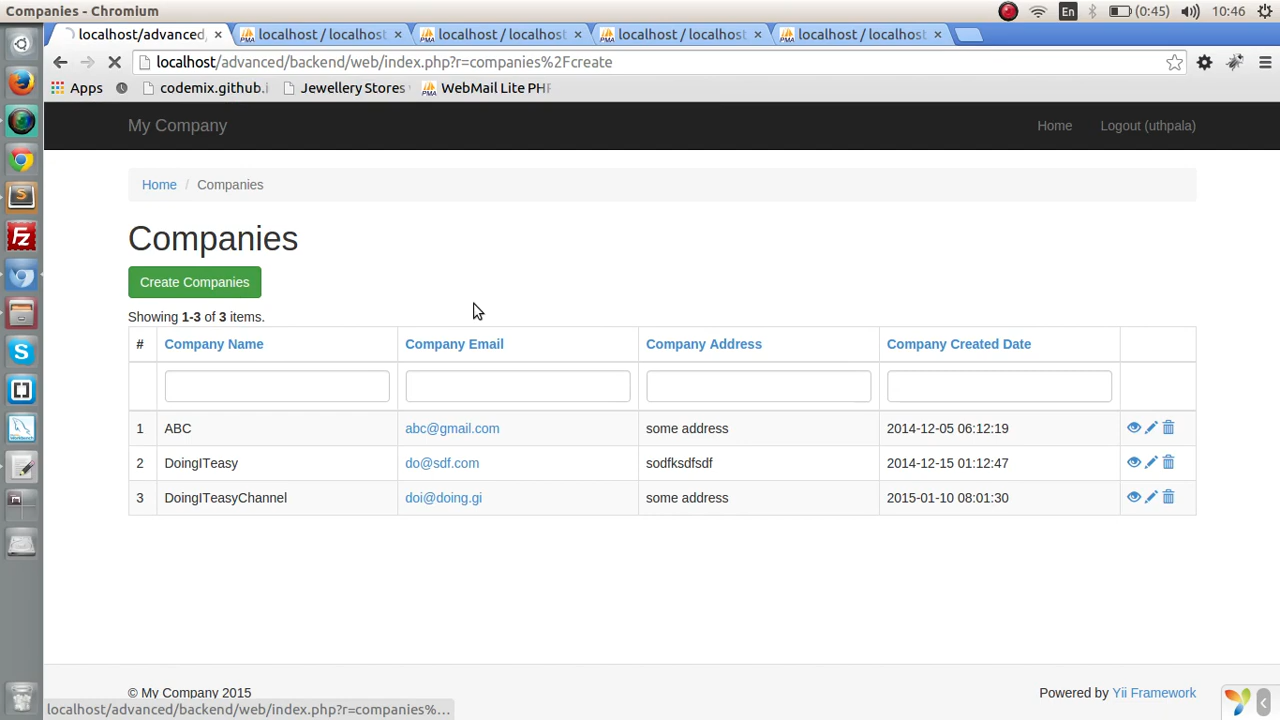 Companies - Chromium
En
(0:45)
10:46
localhost/advanced,
localhost / localhost
localhost / localhost
localhost / localhost
localhost / localhost
localhost/advanced/backend/web/index.php?r=companies%2Fcreate
Apps
codemix.github.i
Jewellery Stores
WebMail Lite PHP
My Company
Home
Logout (uthpala)
Home / Companies
Companies
Create Companies
Showing 1-3 of 3 items.
# Company Name Company Email Company Address Company Created Date
1 ABC abc@gmail.com some address 2014-12-05 06:12:19
2 DoingITeasy do@sdf.com sodfksdfsdf 2014-12-15 01:12:47
3 DoingITeasyChannel doi@doing.gi some address 2015-01-10 08:01:30
© My Company 2015
Powered by Yii Framework
localhost/advanced/backend/web/index.php?r=companies%...